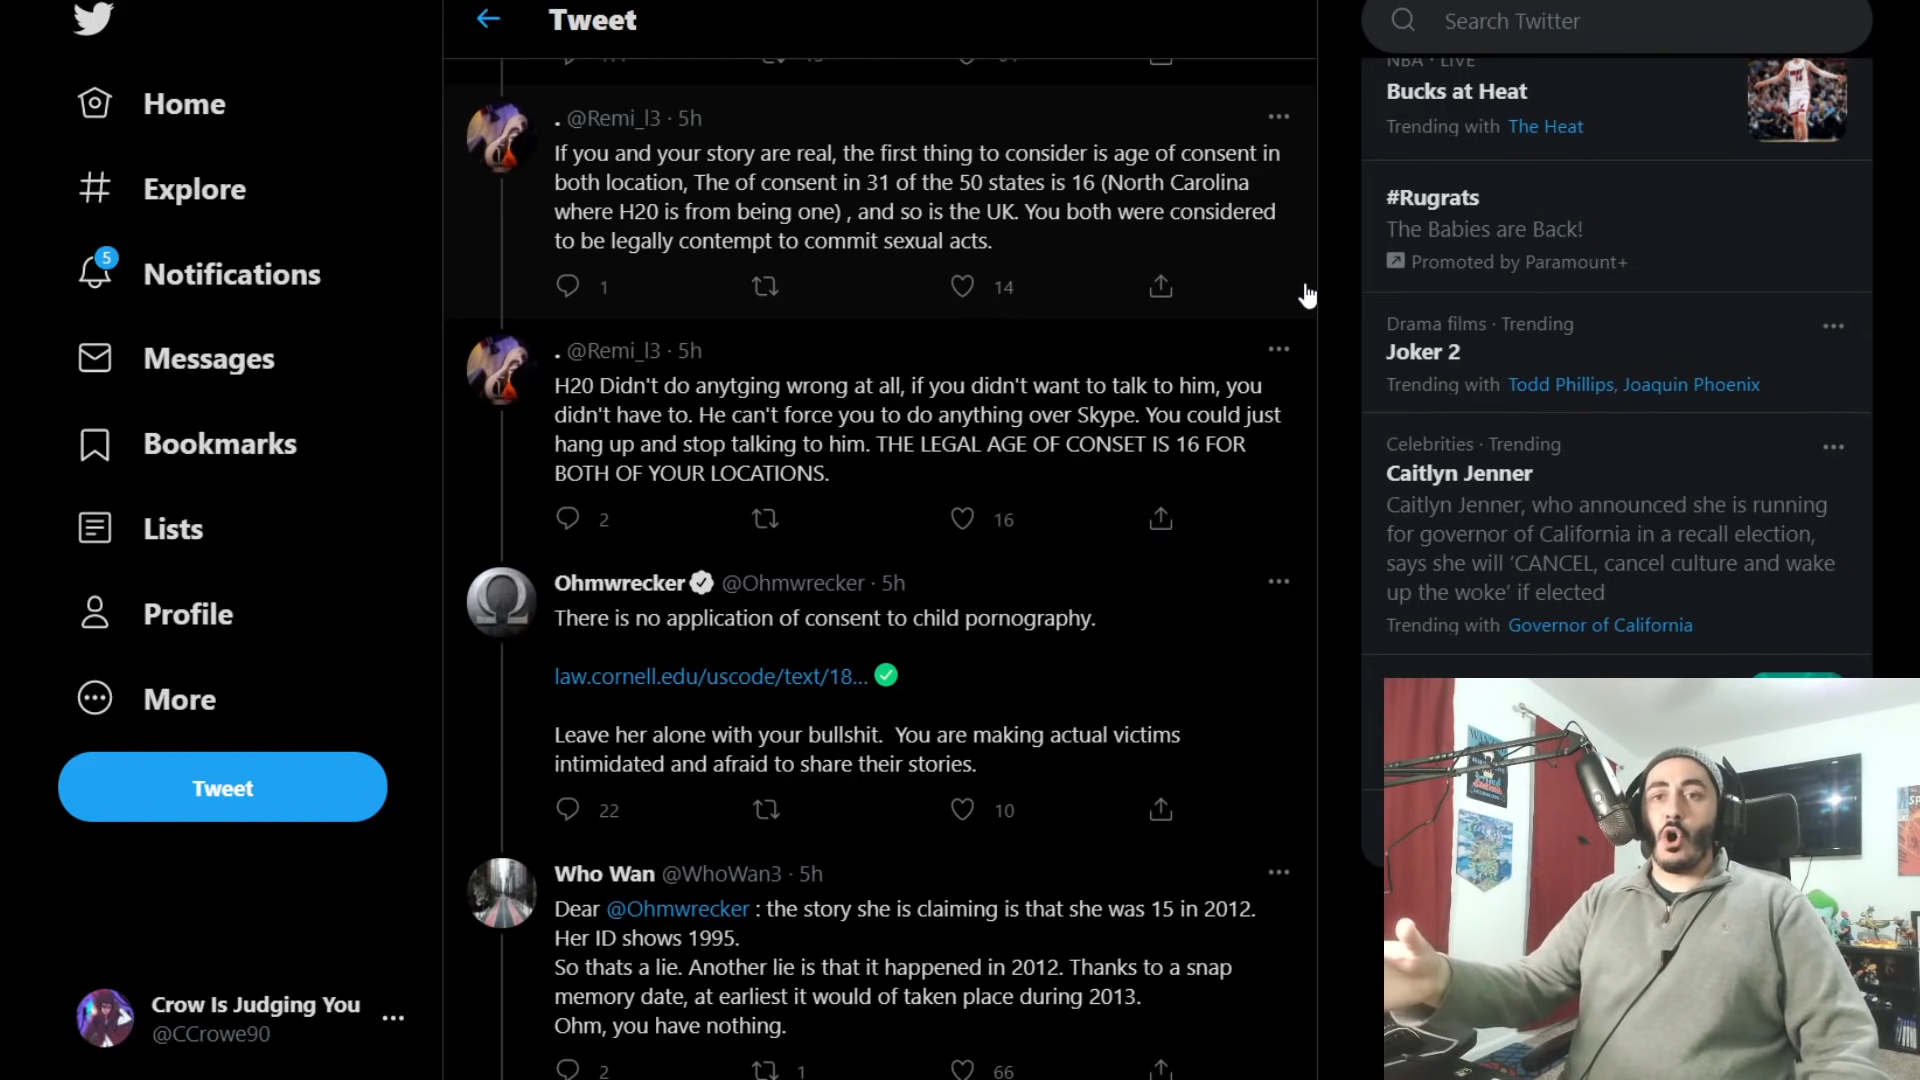 Tweet
Search Twitter
Home
Explore
5
Notifications
Messages
Bookmarks
Lists
Profile
More
Tweet
Crow Is Judging You
@CCrowe90
. @Remi_l3 · 5h
If you and your story are real, the first thing to consider is age of consent in
both location, The of consent in 31 of the 50 states is 16 (North Carolina
where H20 is from being one) , and so is the UK. You both were considered
to be legally contempt to commit sexual acts.
1
14
. @Remi_l3 · 5h
H20 Didn't do anytging wrong at all, if you didn't want to talk to him, you
didn't have to. He can't force you to do anything over Skype. You could just
hang up and stop talking to him. THE LEGAL AGE OF CONSET IS 16 FOR
BOTH OF YOUR LOCATIONS.
2
16
Ohmwrecker @Ohmwrecker · 5h
There is no application of consent to child pornography.
law.cornell.edu/uscode/text/18...
Leave her alone with your bullshit. You are making actual victims
intimidated and afraid to share their stories.
22
10
Who Wan @WhoWan3 · 5h
Dear @Ohmwrecker : the story she is claiming is that she was 15 in 2012.
Her ID shows 1995.
So thats a lie. Another lie is that it happened in 2012. Thanks to a snap
memory date, at earliest it would of taken place during 2013.
Ohm, you have nothing.
2
1
66
NBA · LIVE
Bucks at Heat
Trending with The Heat
#Rugrats
The Babies are Back!
Promoted by Paramount+
Drama films · Trending
Joker 2
Trending with Todd Phillips, Joaquin Phoenix
Celebrities · Trending
Caitlyn Jenner
Caitlyn Jenner, who announced she is running
for governor of California in a recall election,
says she will ‘CANCEL, cancel culture and wake
up the woke’ if elected
Trending with Governor of California